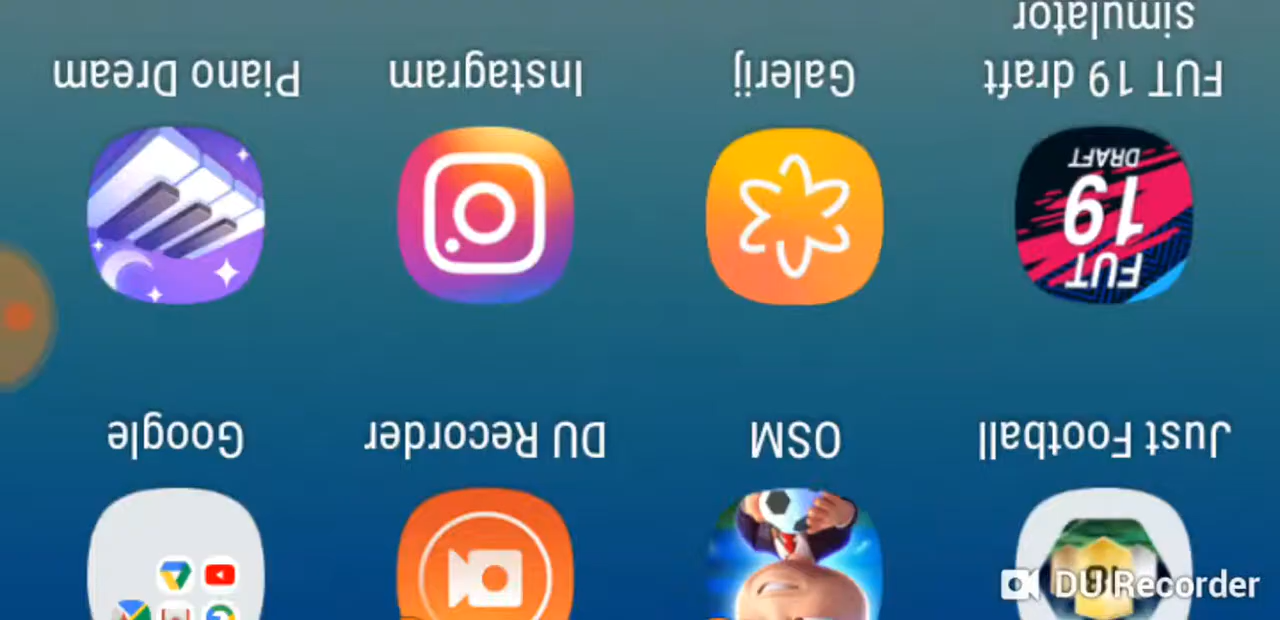 Just Football
OSM
DU Recorder
Google
FUT
19
DRAFT
FUT 19 draft
simulator
Galerij
Instagram
Piano Dream
DU Recorder